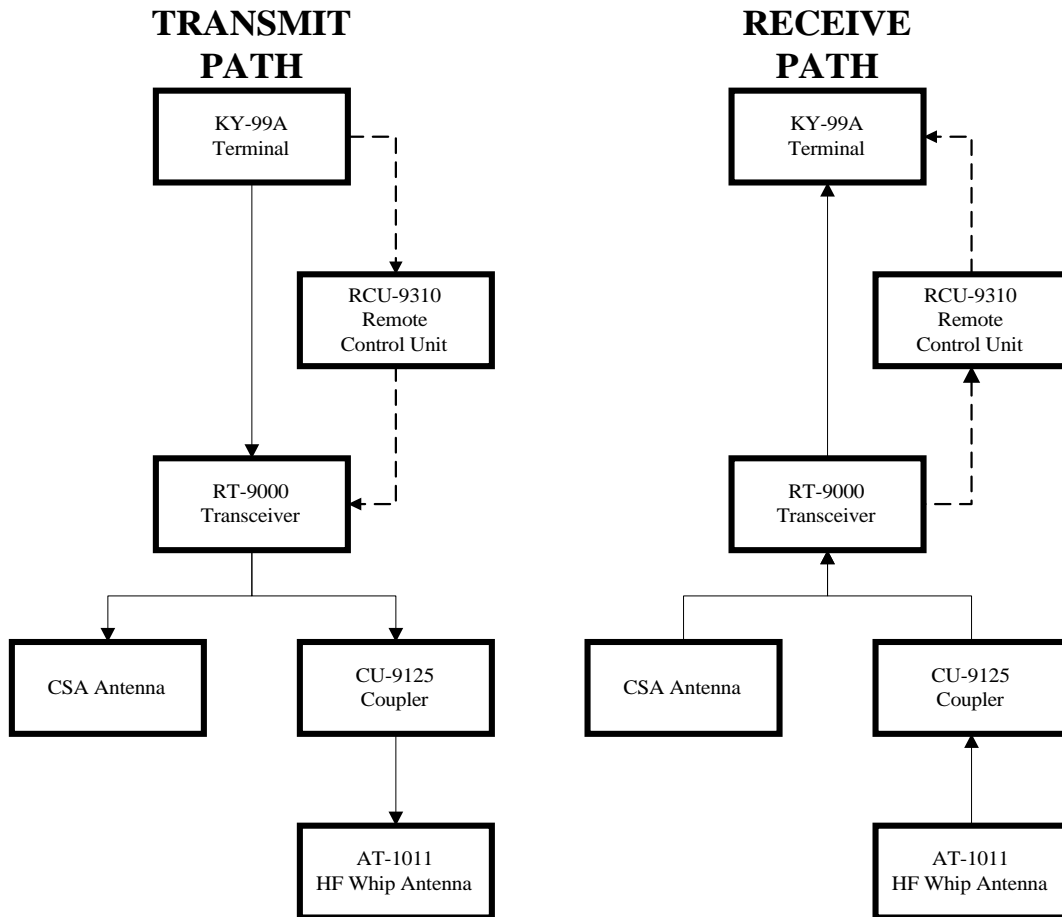 TRANSMIT
PATH
KY-99A
Terminal
RCU-9310
Remote
Control Unit
RT-9000
Transceiver
CSA Antenna
CU-9125
Coupler
AT-1011
HF Whip Antenna
RECEIVE
PATH
KY-99A
Terminal
RCU-9310
Remote
Control Unit
RT-9000
Transceiver
CSA Antenna
CU-9125
Coupler
AT-1011
HF Whip Antenna